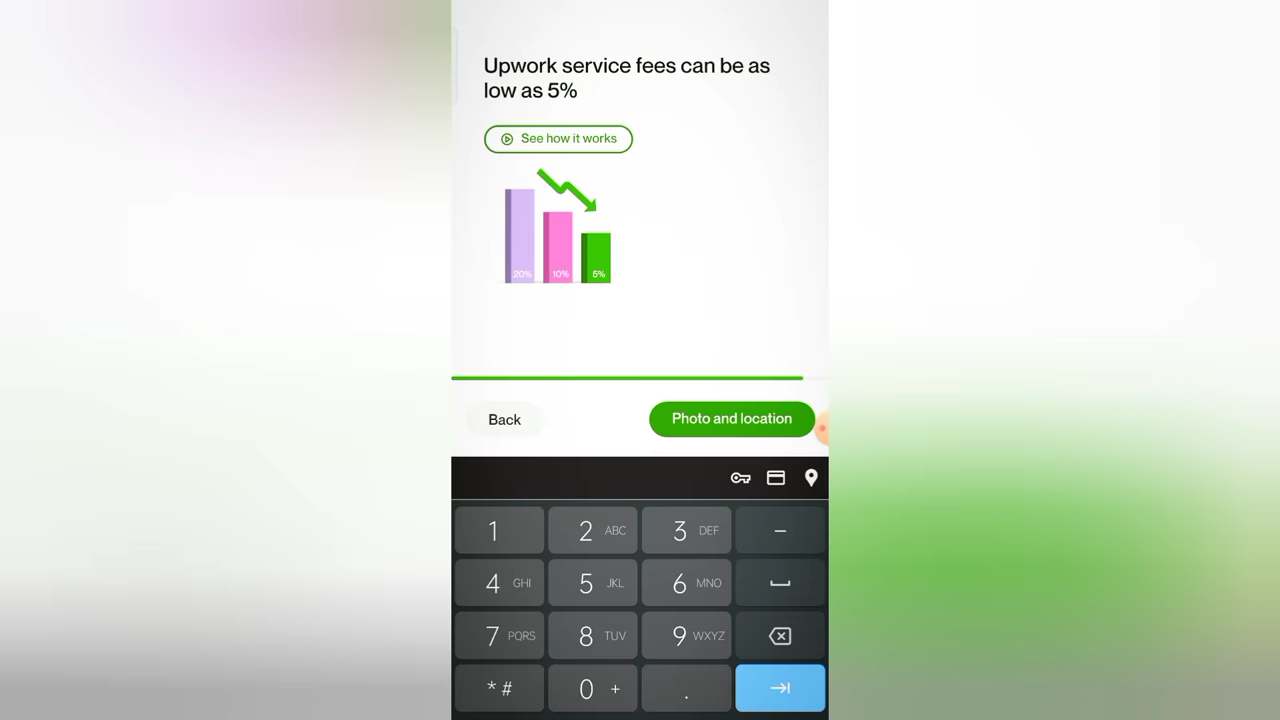 Upwork service fees can be as
low as 5%
See how it works
20% 10% 5%
Back Photo and location
1 2 ABC 3 DEF –
4 GHI 5 JKL 6 MNO
7 PQRS 8 TUV 9 WXYZ
* # 0 + .